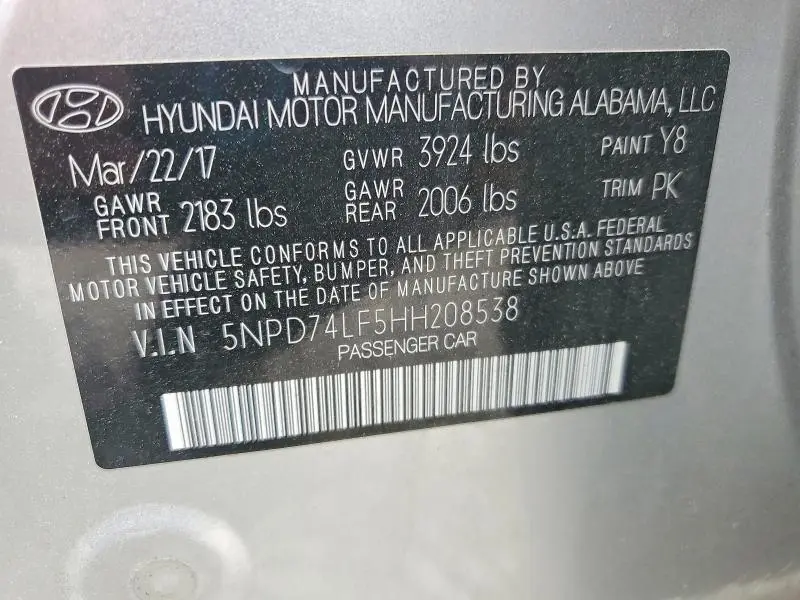 MANUFACTURED BY
HYUNDAI MOTOR MANUFACTURING ALABAMA, LLC
Mar/22/17 GVWR 3924 lbs PAINT Y8
GAWR FRONT 2183 lbs GAWR REAR 2006 lbs TRIM PK
THIS VEHICLE CONFORMS TO ALL APPLICABLE U.S.A. FEDERAL
MOTOR VEHICLE SAFETY, BUMPER, AND THEFT PREVENTION STANDARDS
IN EFFECT ON THE DATE OF MANUFACTURE SHOWN ABOVE
V.I.N 5NPD74LF5HH208538
PASSENGER CAR